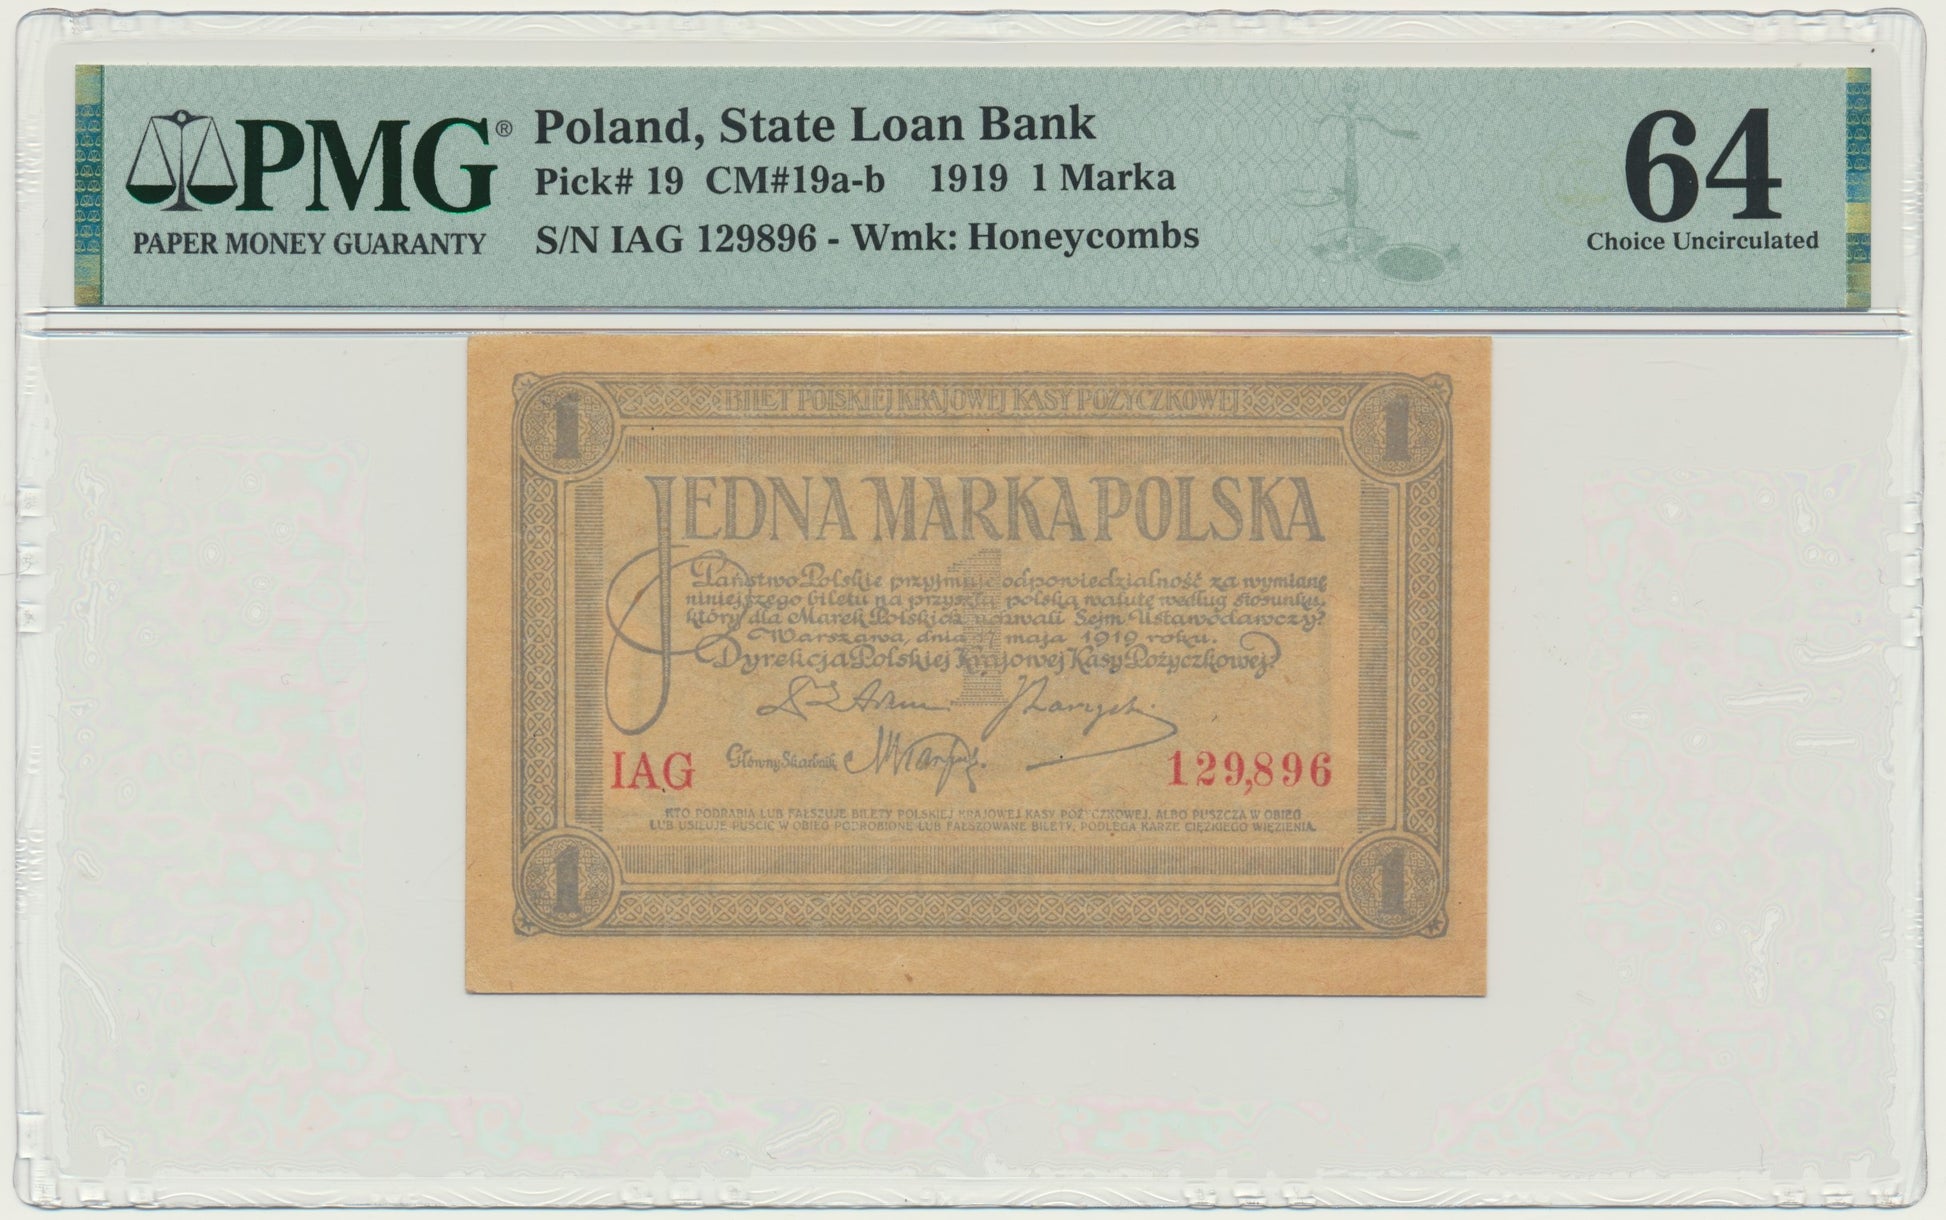 PMG®
PAPER MONEY GUARANTY
Poland, State Loan Bank
Pick# 19 CM#19a-b 1919 1 Marka
S/N IAG 129896 - Wmk: Honeycombs
64
Choice Uncirculated
1 BILET POLSKIEJ KRAJOWEJ KASY POŻYCZKOWEJ 1
JEDNA MARKA POLSKA
1
Państwo Polskie przyjmuje odpowiedzialność za wymianę
niniejszego biletu na przyszłą polską walutę według stosunku,
który dla Marek Polskich uchwali Sejm Ustawodawczy
Warszawa, dnia 17 maja 1919 roku.
Dyrekcja Polskiej Krajowej Kasy Pożyczkowej
IAG Główny Skarbnik 129,896
KTO PODRABIA LUB FAŁSZUJE BILETY POLSKIEJ KRAJOWEJ KASY POŻYCZKOWEJ, ALBO PUSZCZA W OBIEG
LUB USIŁUJE PUŚCIĆ W OBIEG PODROBIONE LUB FAŁSZOWANE BILETY, PODLEGA KARZE CIĘŻKIEGO WIĘZIENIA.
1 1